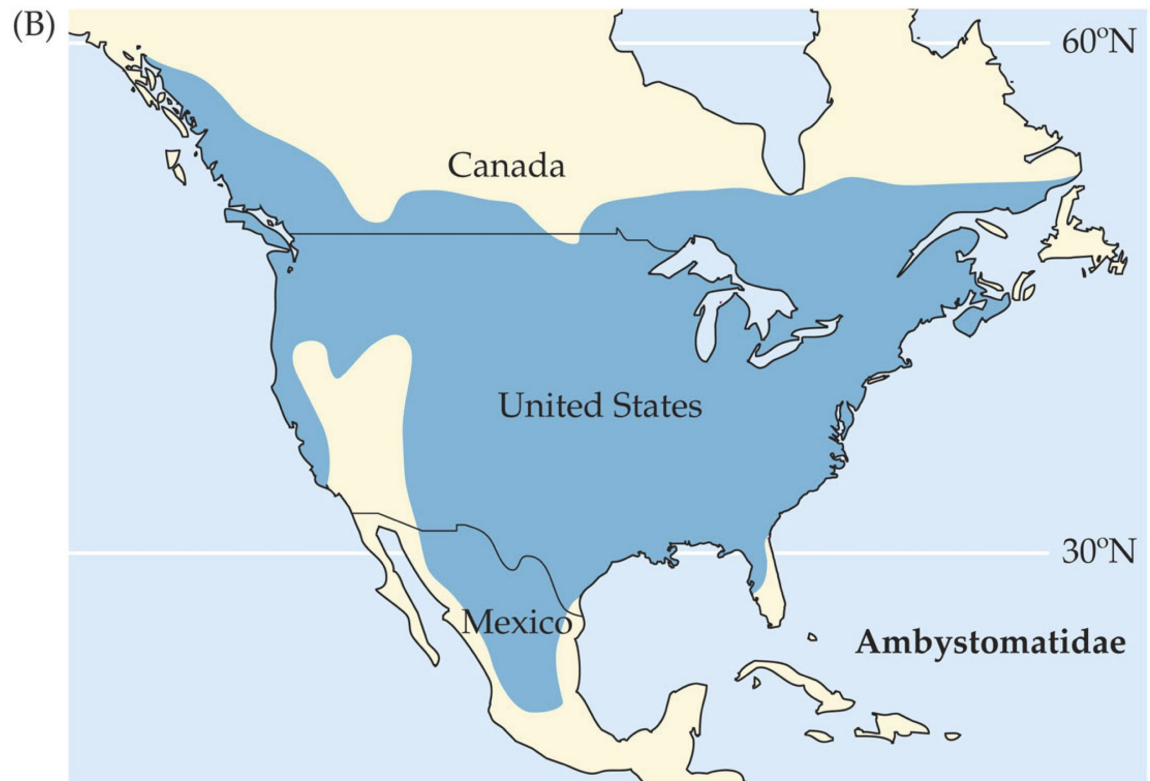 (B)
60ºN
Canada
United States
30ºN
Mexico
Ambystomatidae